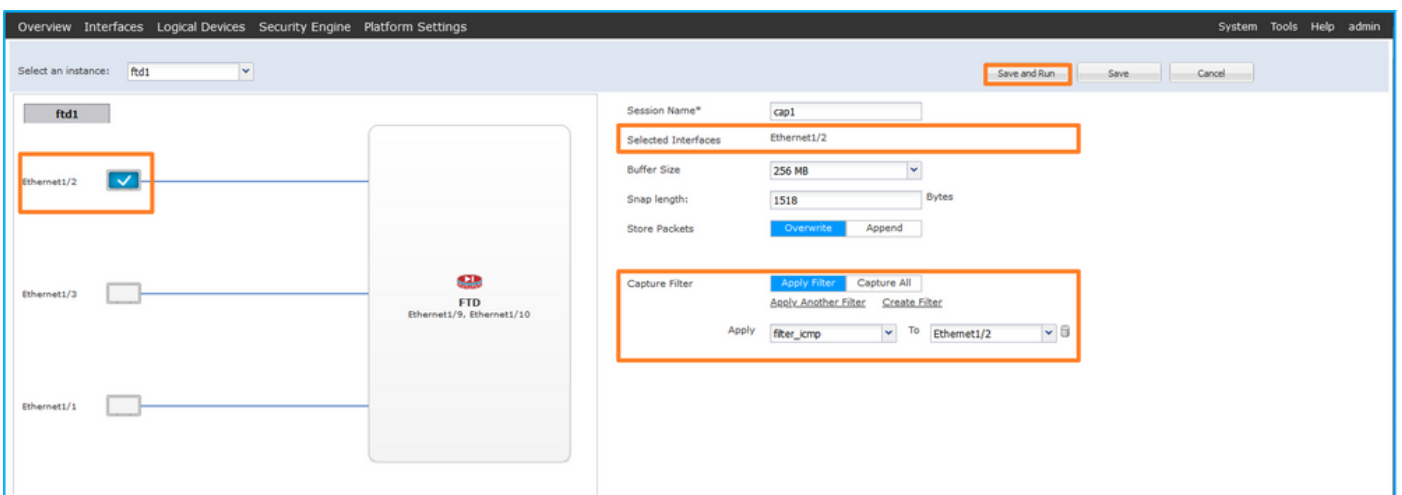 Overview Interfaces Logical Devices Security Engine Platform Settings System Tools Help admin
Select an instance: ftd1 Save and Run Save Cancel
ftd1
Ethernet1/2
Ethernet1/3
Ethernet1/1
FTD
Ethernet1/9, Ethernet1/10
Session Name* cap1
Selected Interfaces Ethernet1/2
Buffer Size 256 MB
Snap length: 1518 Bytes
Store Packets Overwrite Append
Capture Filter Apply Filter Capture All
Apply Another Filter Create Filter
Apply filter_icmp To Ethernet1/2